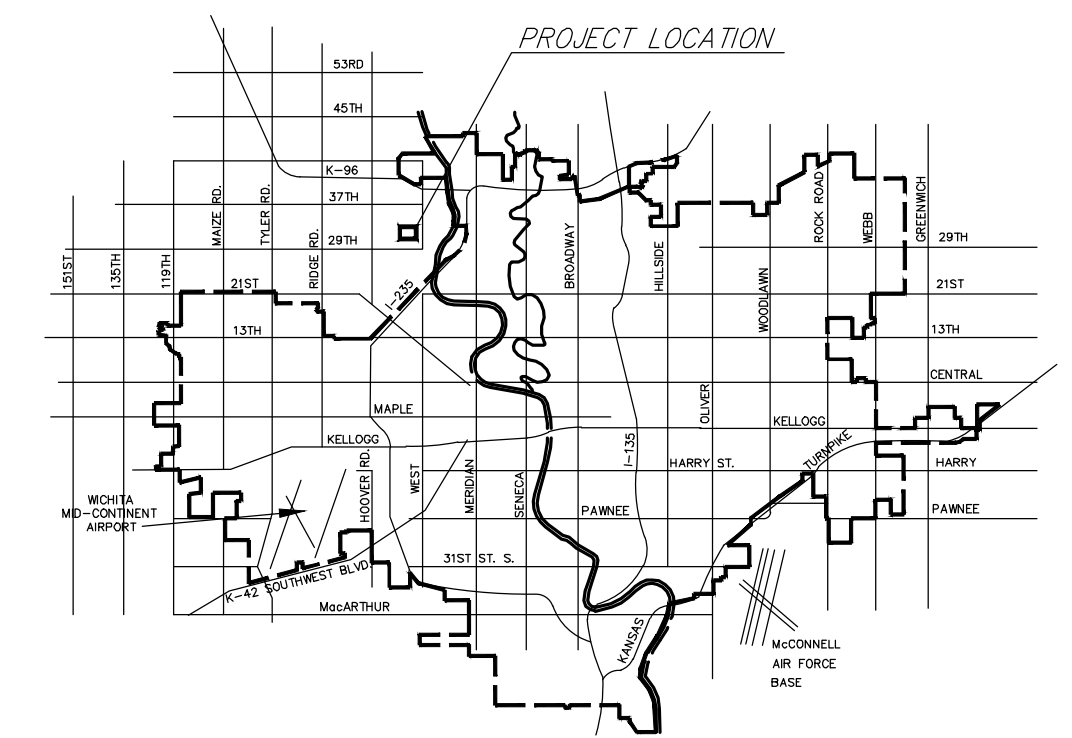 PROJECT LOCATION
53RD
45TH
K-96
37TH
29TH
21ST
13TH
MAPLE
KELLOGG
151ST
135TH
119TH
MAIZE RD.
TYLER RD.
RIDGE RD.
I-235
BROADWAY
HILLSIDE
WOODLAWN
ROCK ROAD
WEBB
GREENWICH
29TH
21ST
13TH
CENTRAL
OLIVER
KELLOGG
TURNPIKE
I-135
HARRY ST.
HARRY
PAWNEE
PAWNEE
HOOVER RD.
WEST
MERIDIAN
SENECA
WICHITA
MID-CONTINENT
AIRPORT
31ST ST. S.
K-42 SOUTHWEST BLVD.
MacARTHUR
KANSAS
McCONNELL
AIR FORCE
BASE